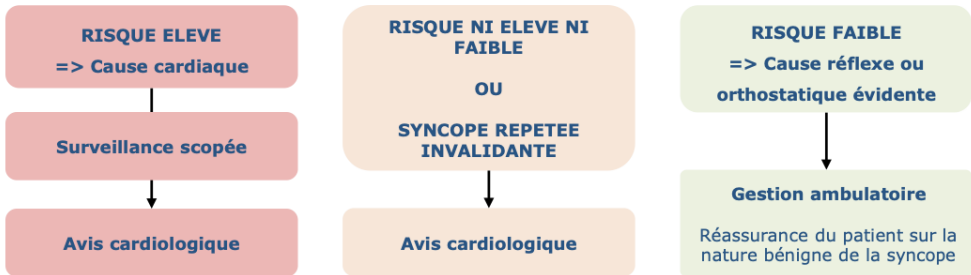 RISQUE ELEVE
=> Cause cardiaque
Surveillance scopée
Avis cardiologique
RISQUE NI ELEVE NI
FAIBLE
OU
SYNCOPE REPETEE
INVALIDANTE
Avis cardiologique
RISQUE FAIBLE
=> Cause réflexe ou
orthostatique évidente
Gestion ambulatoire
Réassurance du patient sur la
nature bénigne de la syncope